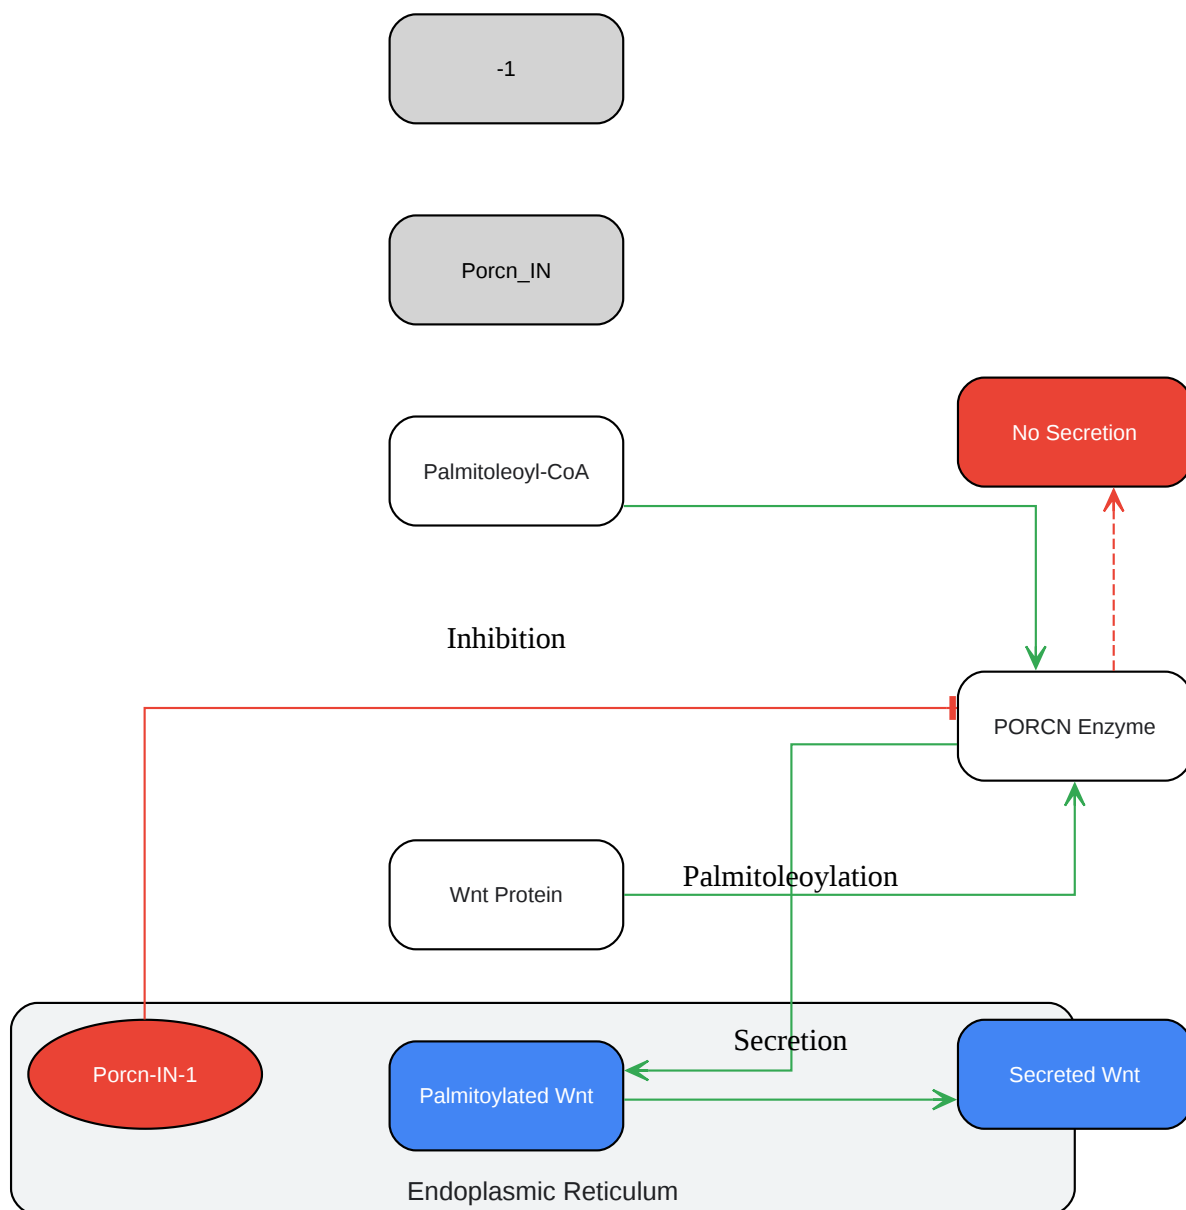 -1
Porcn_IN
No Secretion
Palmitoleoyl-CoA
Inhibition
PORCN Enzyme
Palmitoleoylation
Wnt Protein
Secretion
Porcn-IN-1
Secreted Wnt
Palmitoylated Wnt
Endoplasmic Reticulum